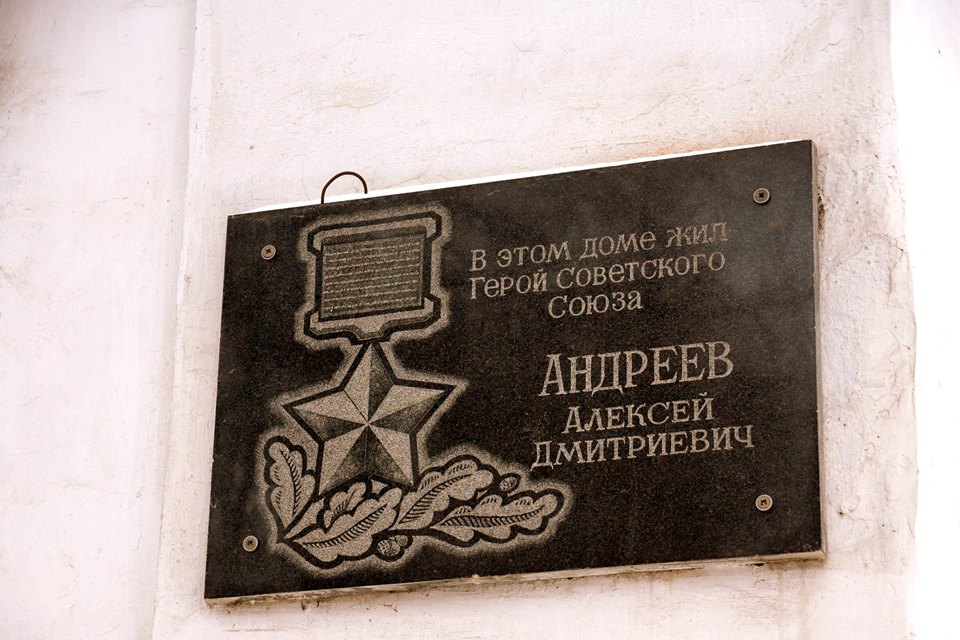 В этом доме жил
Герой Советского
Союза
АНДРЕЕВ
АЛЕКСЕЙ
ДМИТРИЕВИЧ